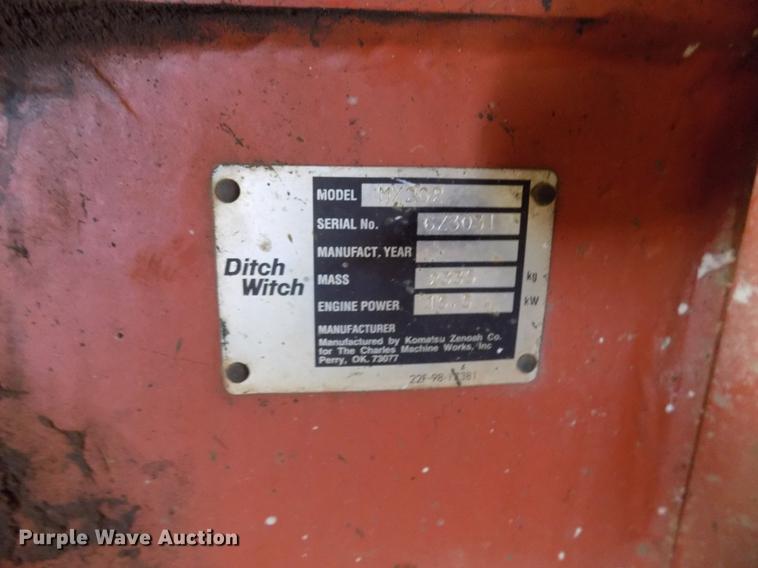 Ditch
Witch
MODEL
SERIAL No. 6Z3031
MANUFACT. YEAR
MASS kg
ENGINE POWER kW
MANUFACTURER
Manufactured by Komatsu Zenoah Co.
for The Charles Machine Works, Inc
Perry, OK. 73077
Purple Wave Auction